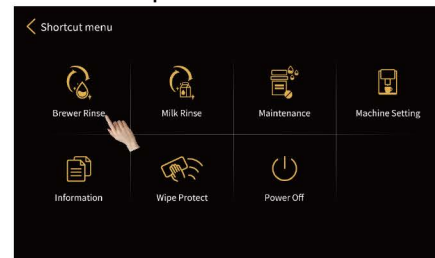 Shortcut menu
Brewer Rinse
Milk Rinse
Maintenance
Machine Setting
Information
Wipe Protect
Power Off